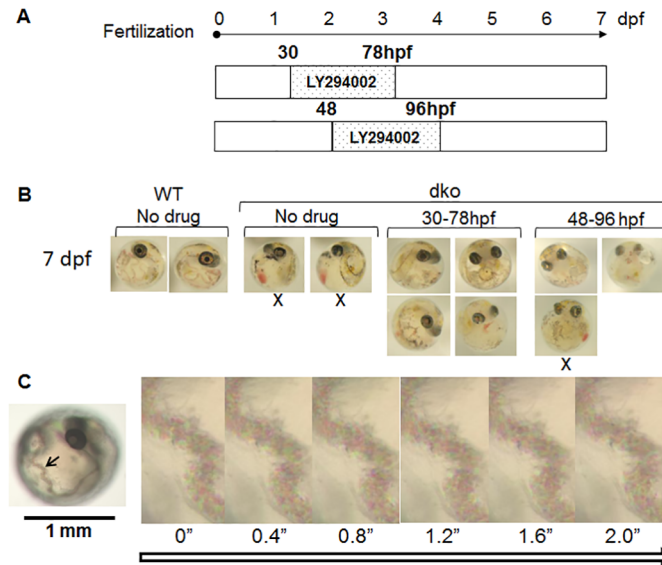 A
Fertilization
0 1 2 3 4 5 6 7 dpf
30 78hpf
LY294002
48 96hpf
LY294002
B
WT dko
No drug No drug 30-78hpf 48-96 hpf
7 dpf
X X
X
C
1 mm
0” 0.4” 0.8” 1.2” 1.6” 2.0”